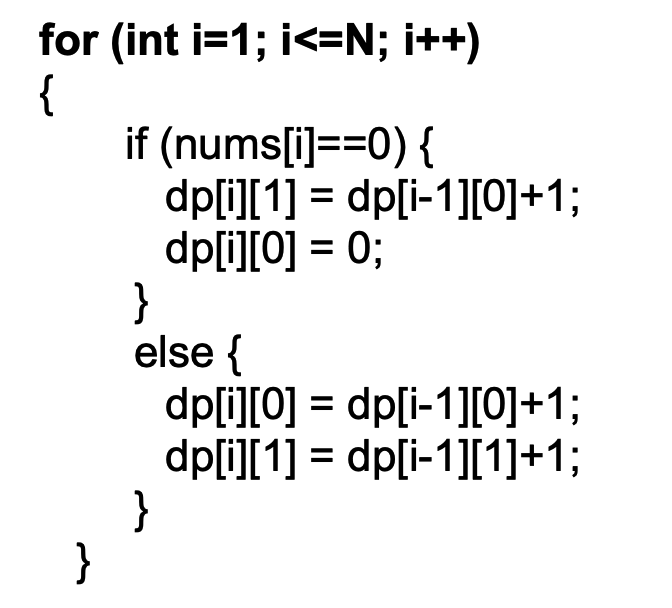 for (int i=1; i<=N; i++)
{
if (nums[i]==0) {
dp[i][1] = dp[i-1][0]+1;
dp[i][0] = 0;
}
else {
dp[i][0] = dp[i-1][0]+1;
dp[i][1] = dp[i-1][1]+1;
}
}